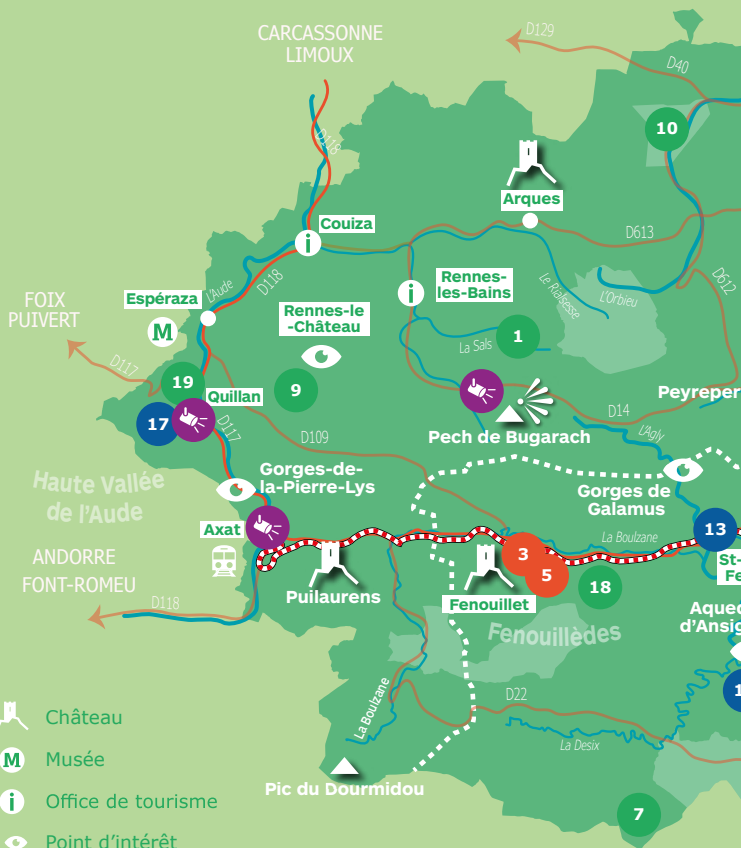 CARCASSONNE
LIMOUX
D129
D40
D118
10
Arques
Couiza
i
D613
D612
L'Aude
D118
Espéraza
Rennes-
les-Bains
i
Le Rialsesse
L'Orbieu
FOIX
PUIVERT
M
Rennes-le
-Château
La Sals
1
D117
19
Quillan
9
17
D117
Peyreper
D14
L'Agly
Pech de Bugarach
D109
Haute Vallée
de l'Aude
Gorges-de-
la-Pierre-Lys
Gorges de
Galamus
Axat
La Boulzane
13
St-
Fe
ANDORRE
FONT-ROMEU
D118
3
5
18
Puilaurens
Fenouillet
Fenouillèdes
Aqued
d'Ansig
1
La Boulzane
D22
La Desix
Pic du Dourmidou
7
Château
M Musée
i Office de tourisme
Point d'intérêt